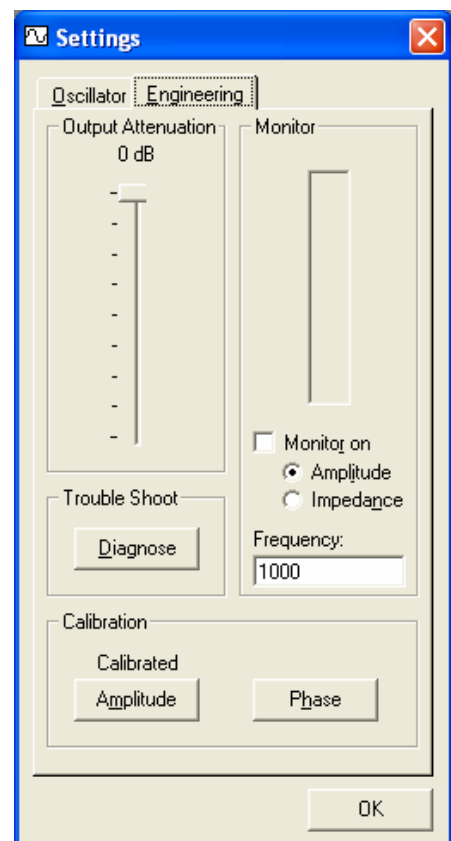 Settings
Oscillator Engineering
Output Attenuation
0 dB
Monitor
Monitor on
Amplitude
Impedance
Frequency:
1000
Trouble Shoot
Diagnose
Calibration
Calibrated
Amplitude
Phase
OK